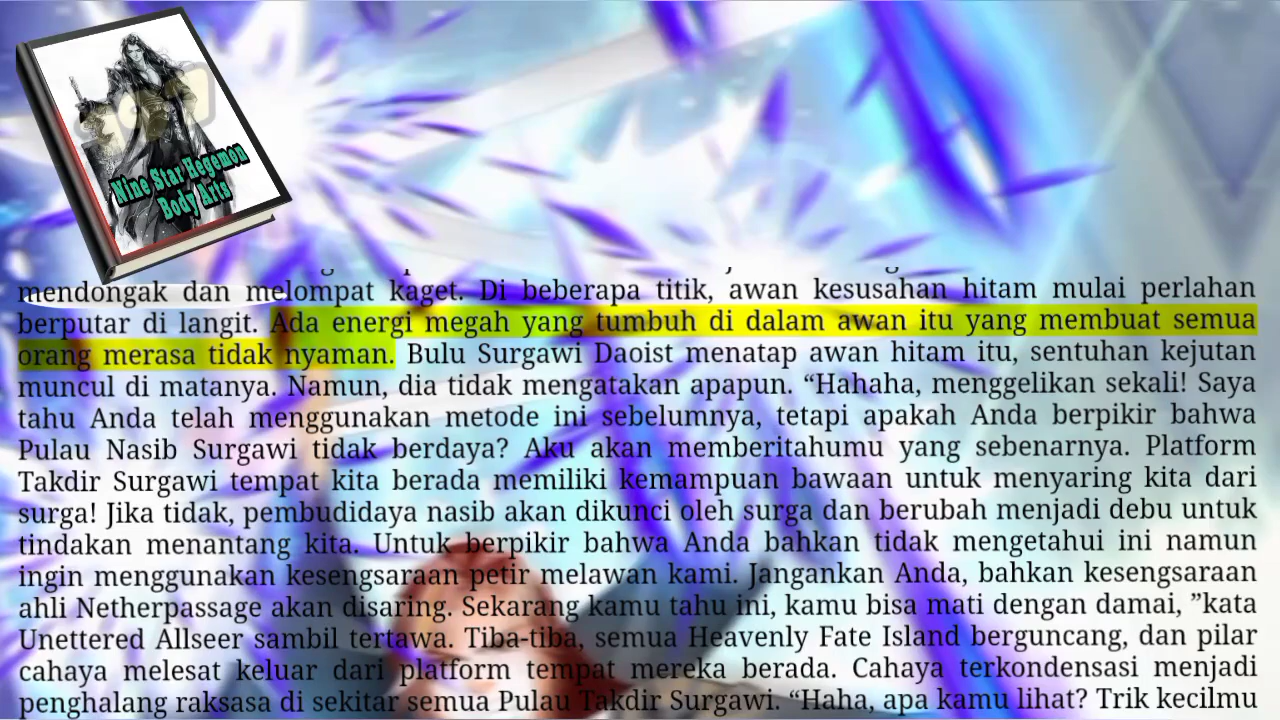 Nine Star Hegemon
Body Arts
mendongak dan melompat kaget. Di beberapa titik, awan kesusahan hitam mulai perlahan
berputar di langit. Ada energi megah yang tumbuh di dalam awan itu yang membuat semua
orang merasa tidak nyaman. Bulu Surgawi Daoist menatap awan hitam itu, sentuhan kejutan
muncul di matanya. Namun, dia tidak mengatakan apapun. “Hahaha, menggelikan sekali! Saya
tahu Anda telah menggunakan metode ini sebelumnya, tetapi apakah Anda berpikir bahwa
Pulau Nasib Surgawi tidak berdaya? Aku akan memberitahumu yang sebenarnya. Platform
Takdir Surgawi tempat kita berada memiliki kemampuan bawaan untuk menyaring kita dari
surga! Jika tidak, pembudidaya nasib akan dikunci oleh surga dan berubah menjadi debu untuk
tindakan menantang kita. Untuk berpikir bahwa Anda bahkan tidak mengetahui ini namun
ingin menggunakan kesengsaraan petir melawan kami. Jangankan Anda, bahkan kesengsaraan
ahli Netherpassage akan disaring. Sekarang kamu tahu ini, kamu bisa mati dengan damai, ”kata
Unettered Allseer sambil tertawa. Tiba-tiba, semua Heavenly Fate Island berguncang, dan pilar
cahaya melesat keluar dari platform tempat mereka berada. Cahaya terkondensasi menjadi
penghalang raksasa di sekitar semua Pulau Takdir Surgawi. “Haha, apa kamu lihat? Trik kecilmu